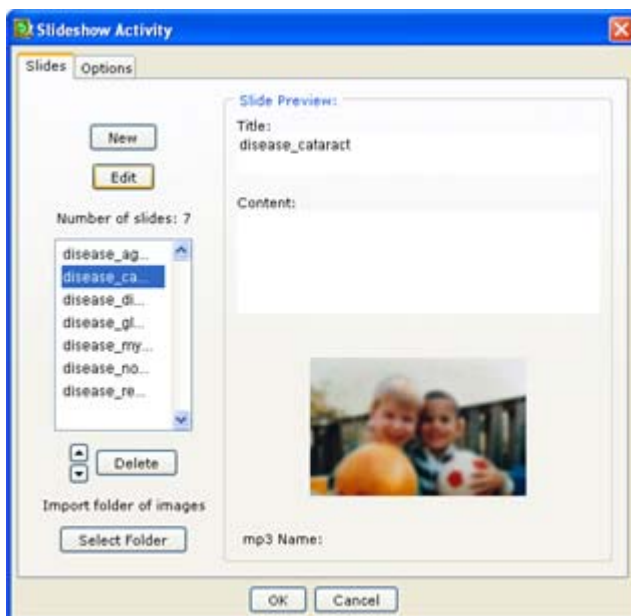 Slideshow Activity
Slides
Options
New
Edit
Number of slides: 7
disease_ag...
disease_ca...
disease_di...
disease_gl...
disease_my...
disease_no...
disease_re...
Delete
Import folder of images
Select Folder
Slide Preview:
Title:
disease_cataract
Content:
mp3 Name:
OK
Cancel